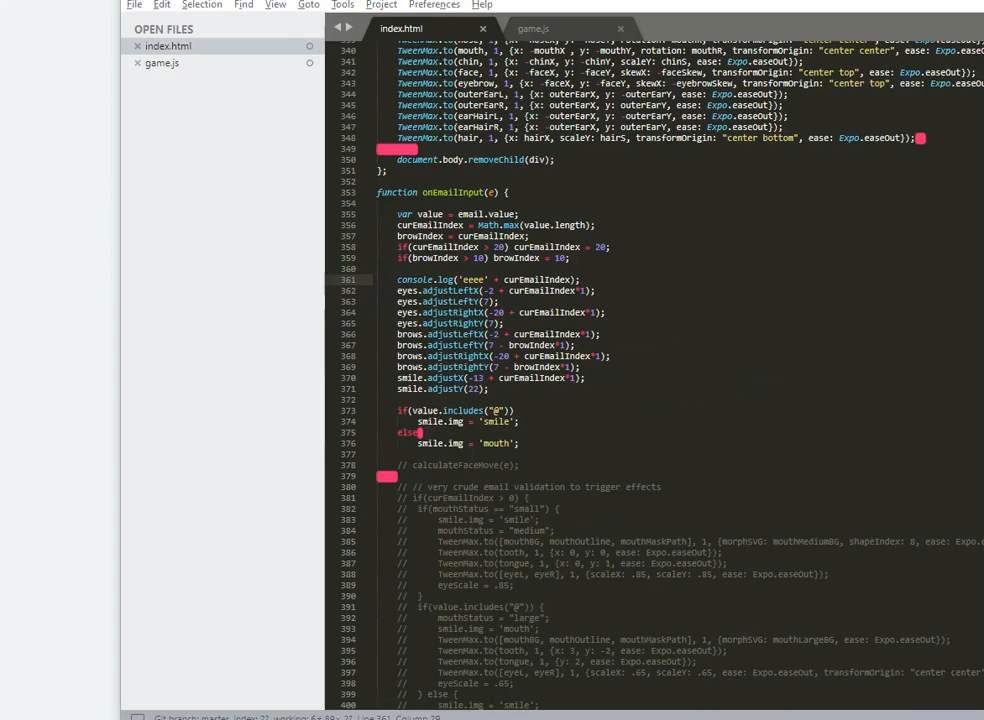 File Edit Selection Find View Goto Tools Project Preferences Help
OPEN FILES
index.html
game.js
index.html
game.js
340 TweenMax.to(mouth, 1, {x: -mouthX , y: -mouthY, rotation: mouthR, transformOrigin: "center center", ease: Expo
341 TweenMax.to(chin, 1, {x: -chinX, y: -chinY, scaleY: chinS, ease: Expo.easeOut});
342 TweenMax.to(face, 1, {x: -faceX, y: -faceY, skewX: -faceSkew, transformOrigin: "center top", ease: Expo.easeOut});
343 TweenMax.to(eyebrow, 1, {x: -faceX, y: -faceY, skewX: -eyebrowSkew, transformOrigin: "center top", ease: Expo.easeOut
344 TweenMax.to(outerEarL, 1, {x: outerEarX, y: -outerEarY, ease: Expo.easeOut});
345 TweenMax.to(outerEarR, 1, {x: outerEarX, y: outerEarY, ease: Expo.easeOut});
346 TweenMax.to(earHairL, 1, {x: -earHairX, y: -earHairY, ease: Expo.easeOut});
347 TweenMax.to(earHairR, 1, {x: -earHairX, y: earHairY, ease: Expo.easeOut});
348 TweenMax.to(hair, 1, {x: hairX, scaleY: hairS, transformOrigin: "center bottom", ease: Expo.easeOut});
349
350 document.body.removeChild(div);
351 };
352
353 function onEmailInput(e) {
354
355 var value = email.value;
356 curEmailIndex = Math.max(value.length);
357 browIndex = curEmailIndex;
358 if(curEmailIndex > 20) curEmailIndex = 20;
359 if(browIndex > 10) browIndex = 10;
360
361 console.log('eeee' + curEmailIndex);
362 eyes.adjustLeftX(-2 + curEmailIndex*1);
363 eyes.adjustLeftY(7);
364 eyes.adjustRightX(-20 + curEmailIndex*1);
365 eyes.adjustRightY(7);
366 brows.adjustLeftX(-2 + curEmailIndex*1);
367 brows.adjustLeftY(7 - browIndex*1);
368 brows.adjustRightX(-20 + curEmailIndex*1);
369 brows.adjustRightY(7 - browIndex*1);
370 smile.adjustX(-13 + curEmailIndex*1);
371 smile.adjustY(22);
372
373 if(value.includes("@"))
374 smile.img = 'smile';
375 else
376 smile.img = 'mouth';
377
378 // calculateFaceMove(e);
379
380 // // very crude email validation to trigger effects
381 // if(curEmailIndex > 0) {
382 // if(mouthStatus == "small") {
383 // smile.img = 'smile';
384 // mouthStatus = "medium";
385 // TweenMax.to([mouthBG, mouthOutline, mouthMaskPath], 1, {morphSVG: mouthMediumBG, shapeIndex: 8, ease: Expo
386 // TweenMax.to(tooth, 1, {x: 0, y: 0, ease: Expo.easeOut});
387 // TweenMax.to(tongue, 1, {x: 0, y: 1, ease: Expo.easeOut});
388 // TweenMax.to([eyeL, eyeR], 1, {scaleX: .85, scaleY: .85, ease: Expo.easeOut});
389 // eyeScale = .85;
390 // }
391 // if(value.includes("@")) {
392 // mouthStatus = "large";
393 // smile.img = 'mouth';
394 // TweenMax.to([mouthBG, mouthOutline, mouthMaskPath], 1, {morphSVG: mouthLargeBG, ease: Expo.easeOut});
395 // TweenMax.to(tooth, 1, {x: 3, y: -2, ease: Expo.easeOut});
396 // TweenMax.to(tongue, 1, {y: 2, ease: Expo.easeOut});
397 // TweenMax.to([eyeL, eyeR], 1, {scaleX: .65, scaleY: .65, ease: Expo.easeOut, transformOrigin: "center center"
398 // eyeScale = .65;
399 // } else {
400 // smile.img = 'smile';